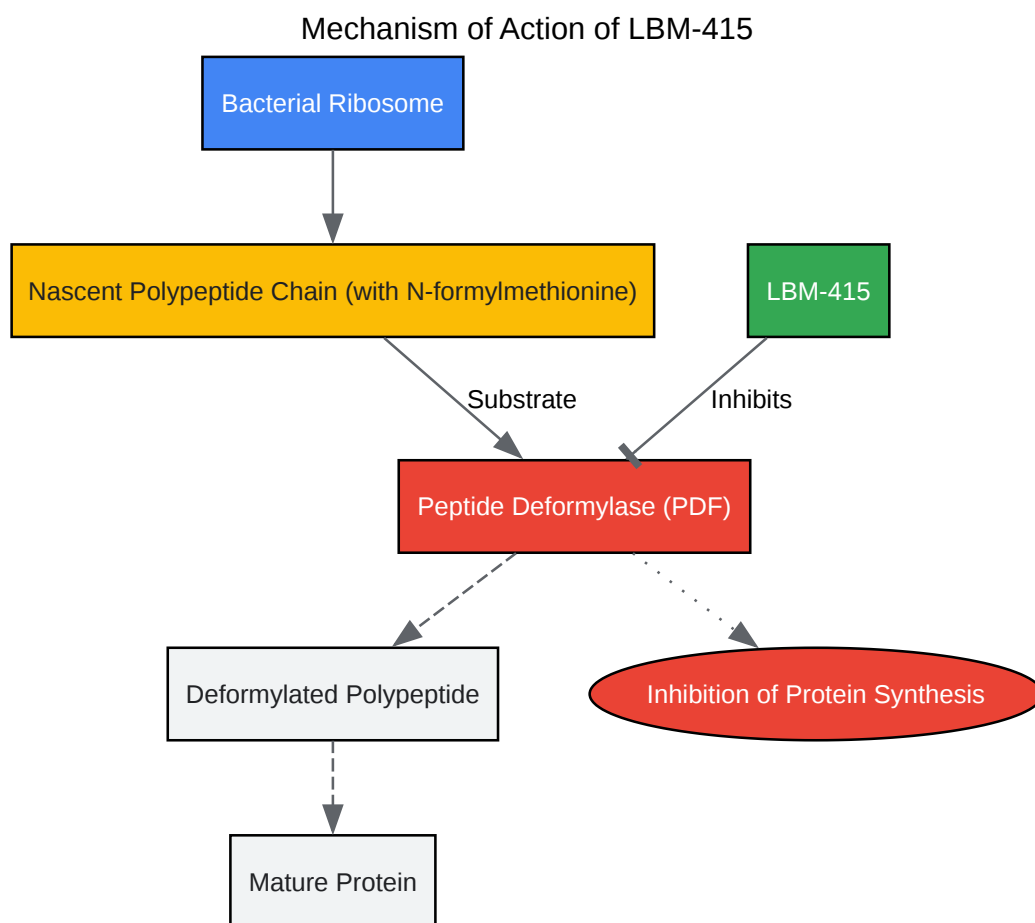 Mechanism of Action of LBM-415
Bacterial Ribosome
Nascent Polypeptide Chain (with N-formylmethionine)
LBM-415
Substrate
Inhibits
Peptide Deformylase (PDF)
Deformylated Polypeptide
Inhibition of Protein Synthesis
Mature Protein